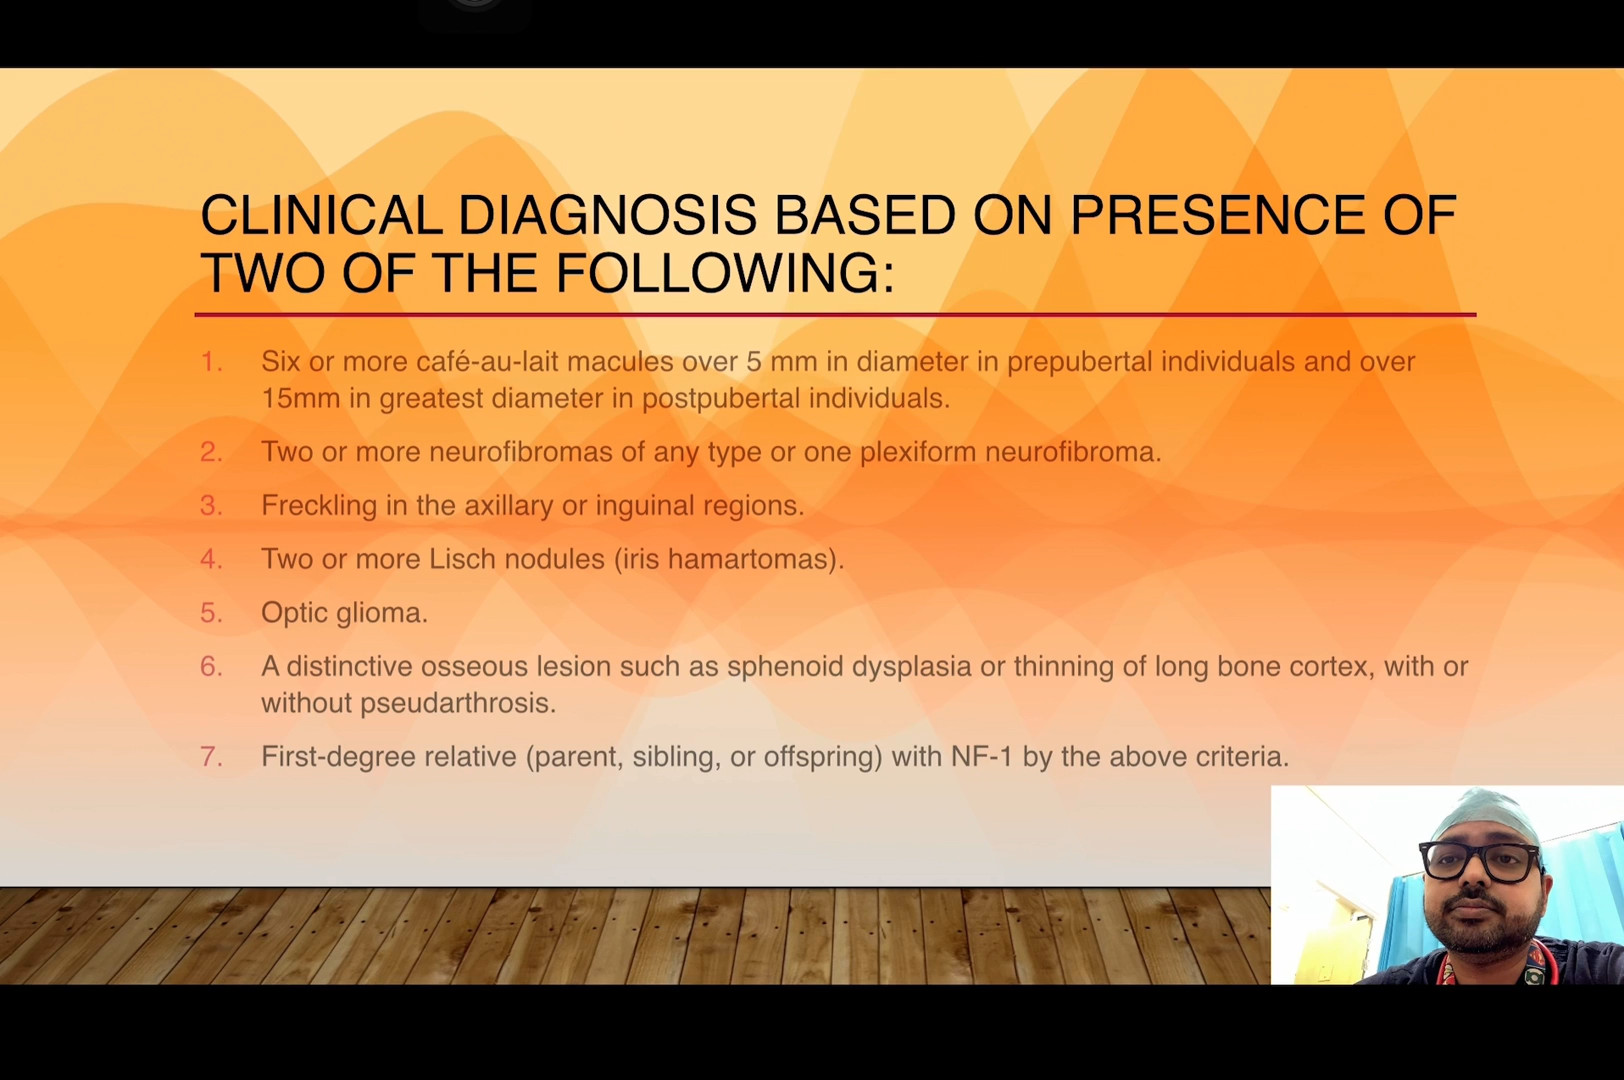 CLINICAL DIAGNOSIS BASED ON PRESENCE OF
TWO OF THE FOLLOWING:
1. Six or more café-au-lait macules over 5 mm in diameter in prepubertal individuals and over
15mm in greatest diameter in postpubertal individuals.
2. Two or more neurofibromas of any type or one plexiform neurofibroma.
3. Freckling in the axillary or inguinal regions.
4. Two or more Lisch nodules (iris hamartomas).
5. Optic glioma.
6. A distinctive osseous lesion such as sphenoid dysplasia or thinning of long bone cortex, with or
without pseudarthrosis.
7. First-degree relative (parent, sibling, or offspring) with NF-1 by the above criteria.